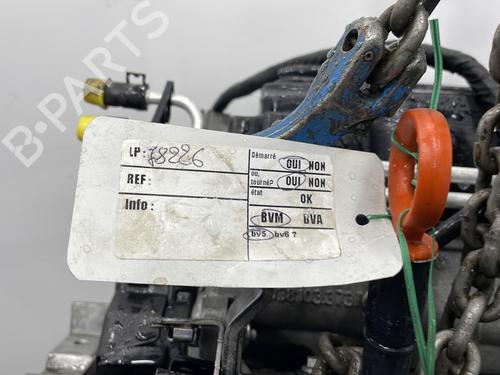 B-PARTS
LP: 78226
REF:
Info:
Démarré OUI NON
ou, tourné? OUI NON
état OK
BVM BVA
bv5 bv6 ?